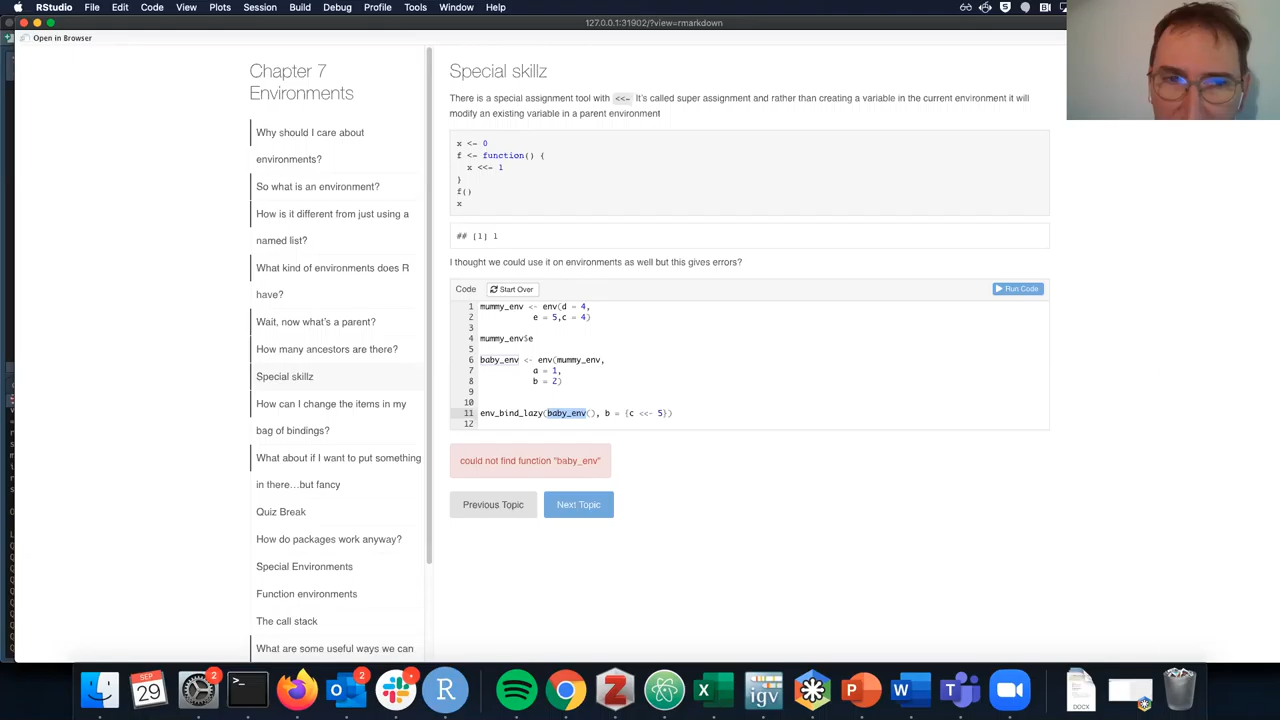 RStudio File Edit Code View Plots Session Build Debug Profile Tools Window Help
127.0.0.1:31902/?view=rmarkdown
Open in Browser
Chapter 7
Environments
Why should I care about
environments?
So what is an environment?
How is it different from just using a
named list?
What kind of environments does R
have?
Wait, now what's a parent?
How many ancestors are there?
Special skillz
How can I change the items in my
bag of bindings?
What about if I want to put something
in there…but fancy
Quiz Break
How do packages work anyway?
Special Environments
Function environments
The call stack
What are some useful ways we can
Special skillz
There is a special assignment tool with <<- It's called super assignment and rather than creating a variable in the current environment it will
modify an existing variable in a parent environment
x <- 0
f <- function() {
x <<- 1
}
f()
x
## [1] 1
I thought we could use it on environments as well but this gives errors?
Code Start Over Run Code
1 mummy_env <- env(d = 4,
2 e = 5,c = 4)
3
4 mummy_env$e
5
6 baby_env <- env(mummy_env,
7 a = 1,
8 b = 2)
9
10
11 env_bind_lazy(baby_env(), b = {c <<- 5})
12
could not find function "baby_env"
Previous Topic Next Topic
SEP
29
2
2
DOCX